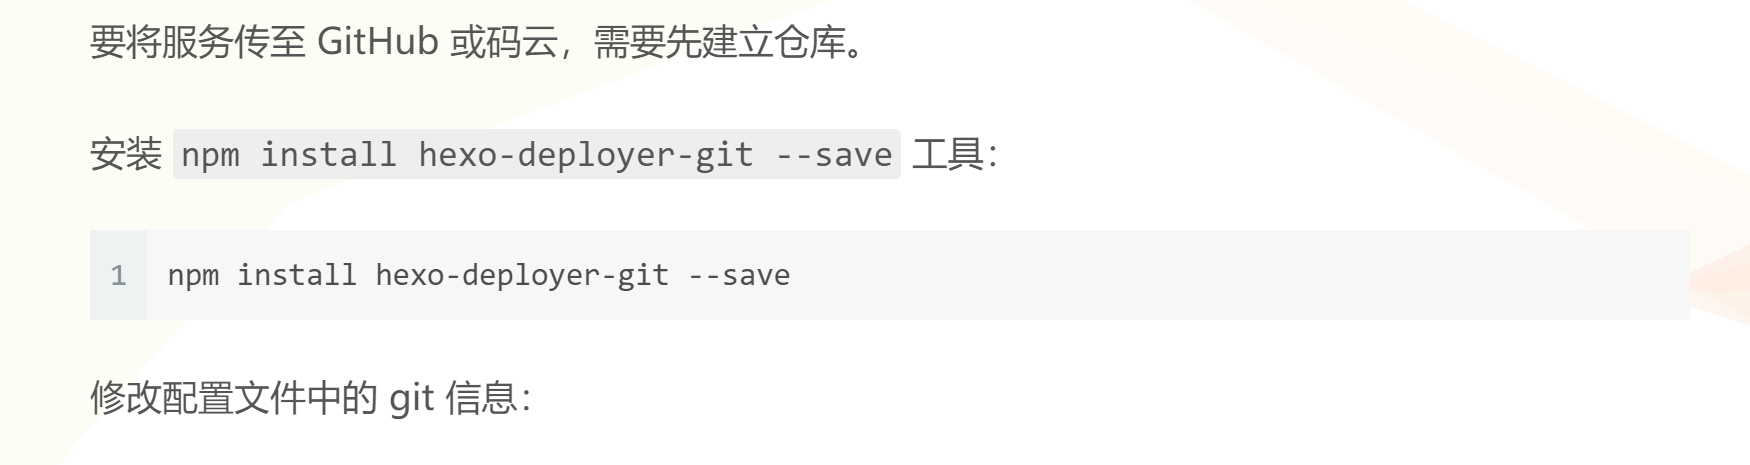 要将服务传至 GitHub 或码云，需要先建立仓库。
安装 npm install hexo-deployer-git --save 工具：
1 npm install hexo-deployer-git --save
修改配置文件中的 git 信息：